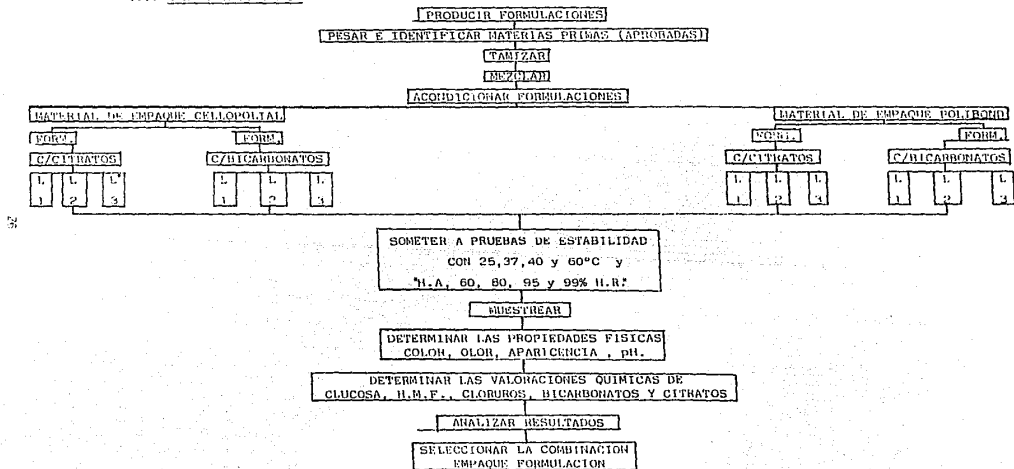 PRODUCIR FORMULACIONES
PESAR E IDENTIFICAR MATERIAS PRIMAS (APROBADAS)
TAMIZAR
MEZCLAR
ACONDICIONAR FORMULACIONES
MATERIAL DE EMPAQUE CELLOPOLIAL
MATERIAL DE EMPAQUE POLIBOND
FORM.
FORM.
FORM.
FORM.
C/CITRATOS
C/BICARBONATOS
C/CITRATOS
C/BICARBONATOS
L L L L L L L L L L L L
1 2 3 1 2 3 1 2 3 1 2 3
SOMETER A PRUEBAS DE ESTABILIDAD
CON 25,37,40 y 60°C y
"H.A, 60, 80, 95 y 99% H.R."
MUESTREAR
DETERMINAR LAS PROPIEDADES FISICAS
COLOR, OLOR, APARICENCIA , pH.
DETERMINAR LAS VALORACIONES QUIMICAS DE
GLUCOSA, H.M.F., CLORUROS, BICARBONATOS Y CITRATOS
ANALIZAR RESULTADOS
SELECCIONAR LA COMBINACION
EMPAQUE FORMULACION